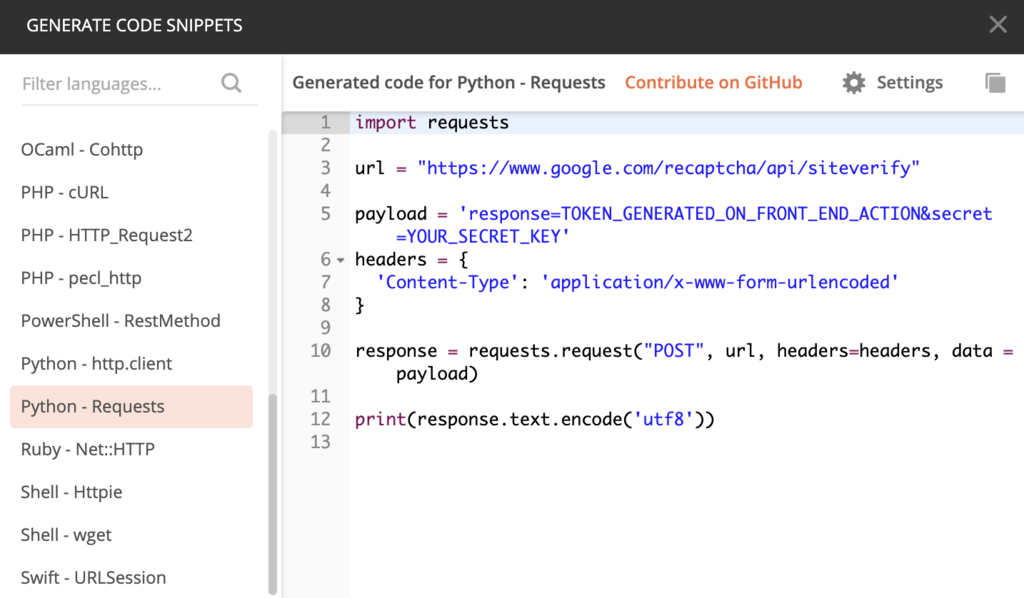 GENERATE CODE SNIPPETS
Filter languages...
OCaml - Cohttp
PHP - cURL
PHP - HTTP_Request2
PHP - pecl_http
PowerShell - RestMethod
Python - http.client
Python - Requests
Ruby - Net::HTTP
Shell - Httpie
Shell - wget
Swift - URLSession
Generated code for Python - Requests Contribute on GitHub Settings
1 import requests
2
3 url = "https://www.google.com/recaptcha/api/siteverify"
4
5 payload = 'response=TOKEN_GENERATED_ON_FRONT_END_ACTION&secret
=YOUR_SECRET_KEY'
6 headers = {
7 'Content-Type': 'application/x-www-form-urlencoded'
8 }
9
10 response = requests.request("POST", url, headers=headers, data =
payload)
11
12 print(response.text.encode('utf8'))
13